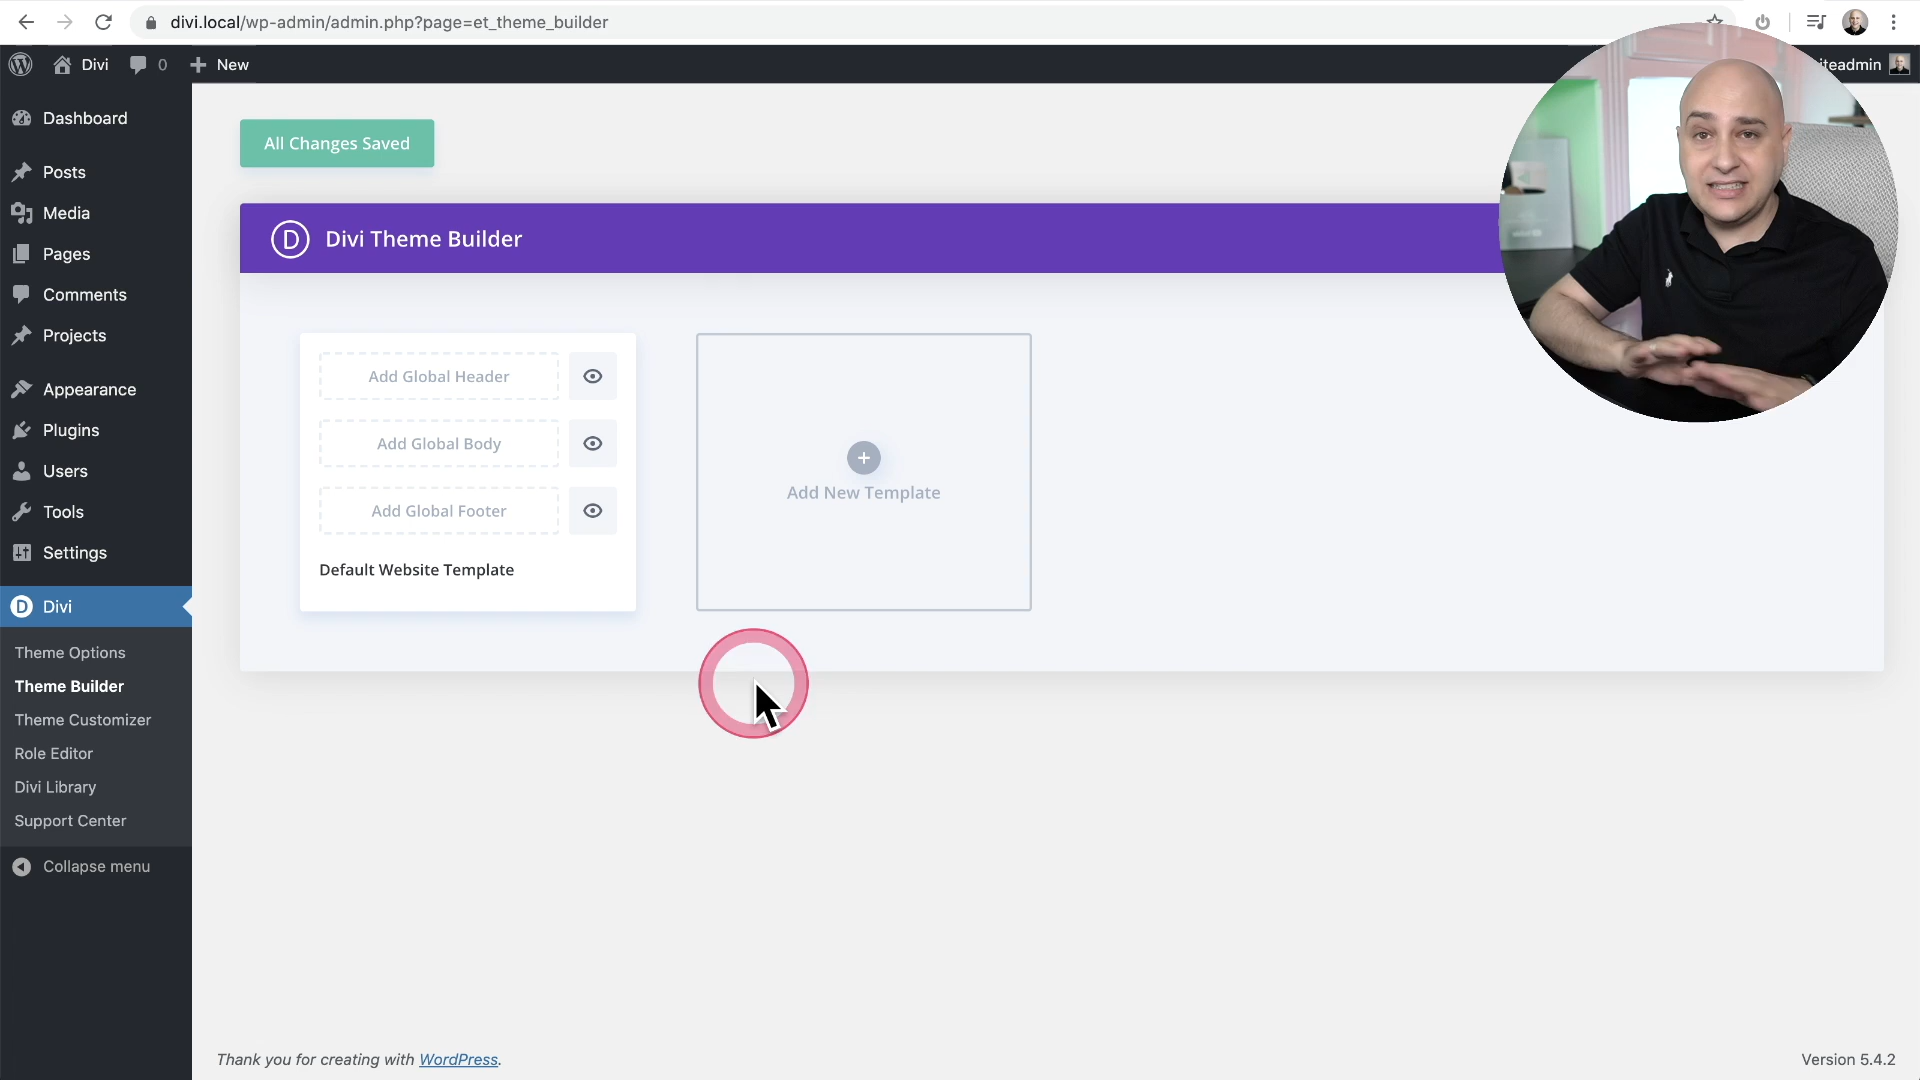 divi.local/wp-admin/admin.php?page=et_theme_builder
Divi
0
New
iteadmin
Dashboard
Posts
Media
Pages
Comments
Projects
Appearance
Plugins
Users
Tools
Settings
Divi
Theme Options
Theme Builder
Theme Customizer
Role Editor
Divi Library
Support Center
Collapse menu
All Changes Saved
D Divi Theme Builder
Add Global Header
Add Global Body
Add Global Footer
Default Website Template
Add New Template
Thank you for creating with WordPress.
Version 5.4.2